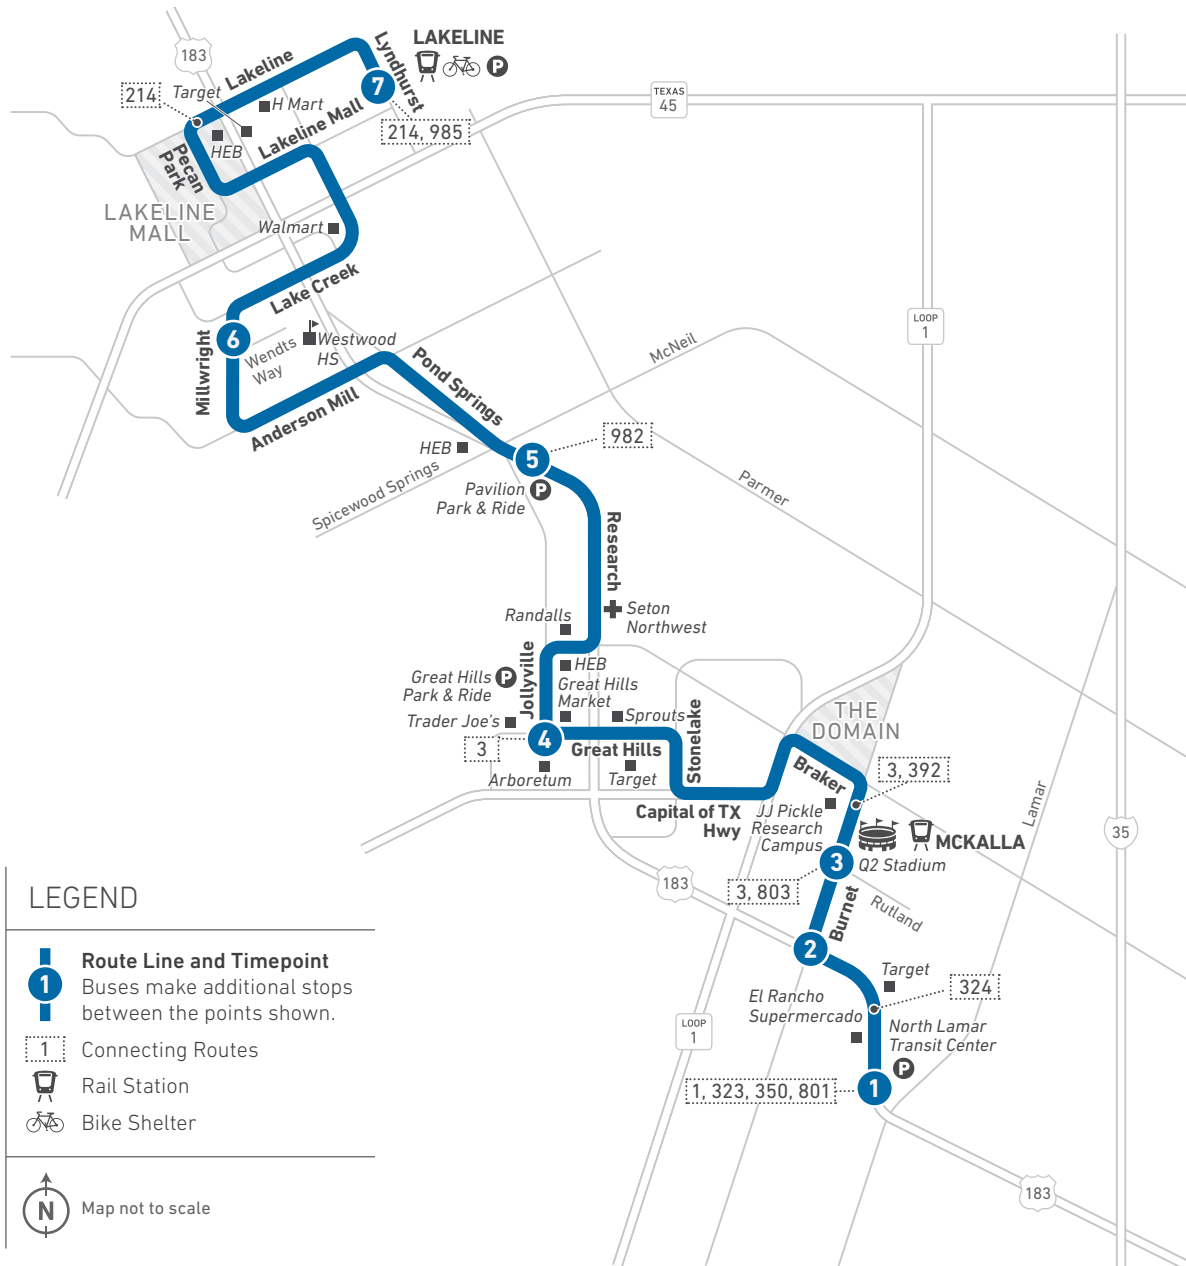 LAKELINE
P
Lyndhurst
7
183
Lakeline
Target
214
H Mart
Lakeline Mall
214, 985
HEB
Pecan
Park
LAKELINE
MALL
TEXAS
45
Walmart
Lake Creek
6
Millwright
Wendts
Way
Westwood
HS
Anderson Mill
Pond Springs
McNeil
LOOP
1
HEB
5
982
Spicewood Springs
Pavilion
Park & Ride
P
Parmer
Research
Seton
Northwest
Randalls
Jollyville
HEB
Great Hills
Park & Ride
P
Great Hills
Market
Trader Joe's
Sprouts
3
4
Great Hills
Stonelake
Arboretum
Target
THE
DOMAIN
Braker
3, 392
Capital of TX
Hwy
JJ Pickle
Research
Campus
MCKALLA
Q2 Stadium
Lamar
35
3
3, 803
183
Burnet
Rutland
2
Target
324
El Rancho
Supermercado
North Lamar
Transit Center
P
LOOP
1
1, 323, 350, 801
1
183
LEGEND
1
Route Line and Timepoint
Buses make additional stops
between the points shown.
1
Connecting Routes
Rail Station
Bike Shelter
N
Map not to scale